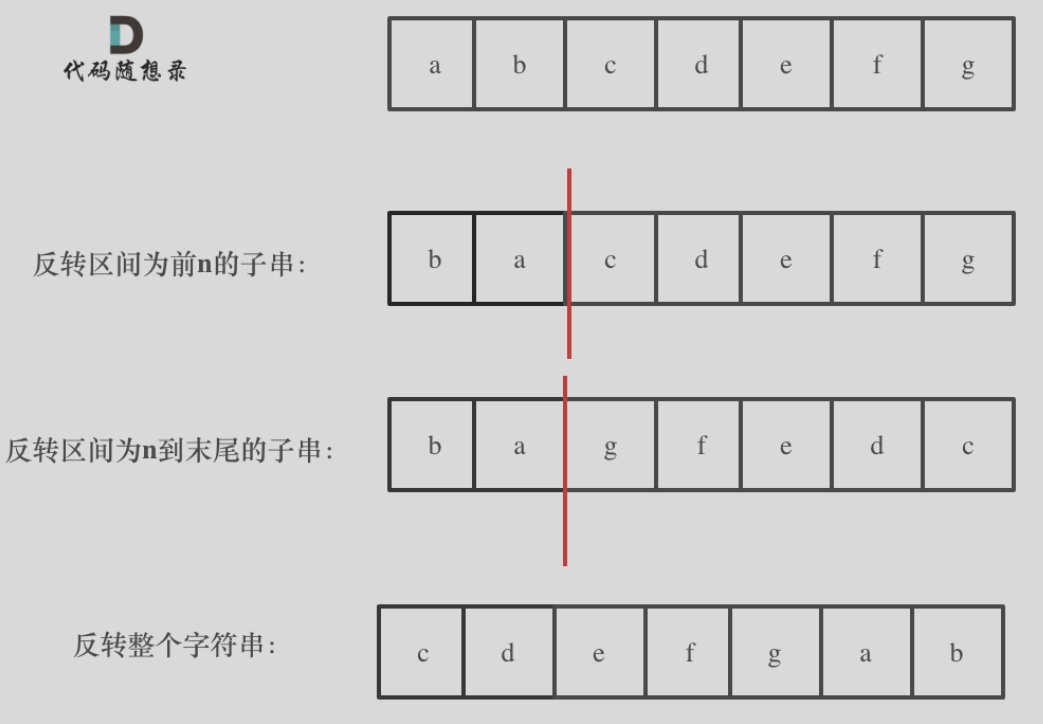 代码随想录
a b c d e f g
反转区间为前n的子串:
b a c d e f g
反转区间为n到末尾的子串:
b a g f e d c
反转整个字符串:
c d e f g a b